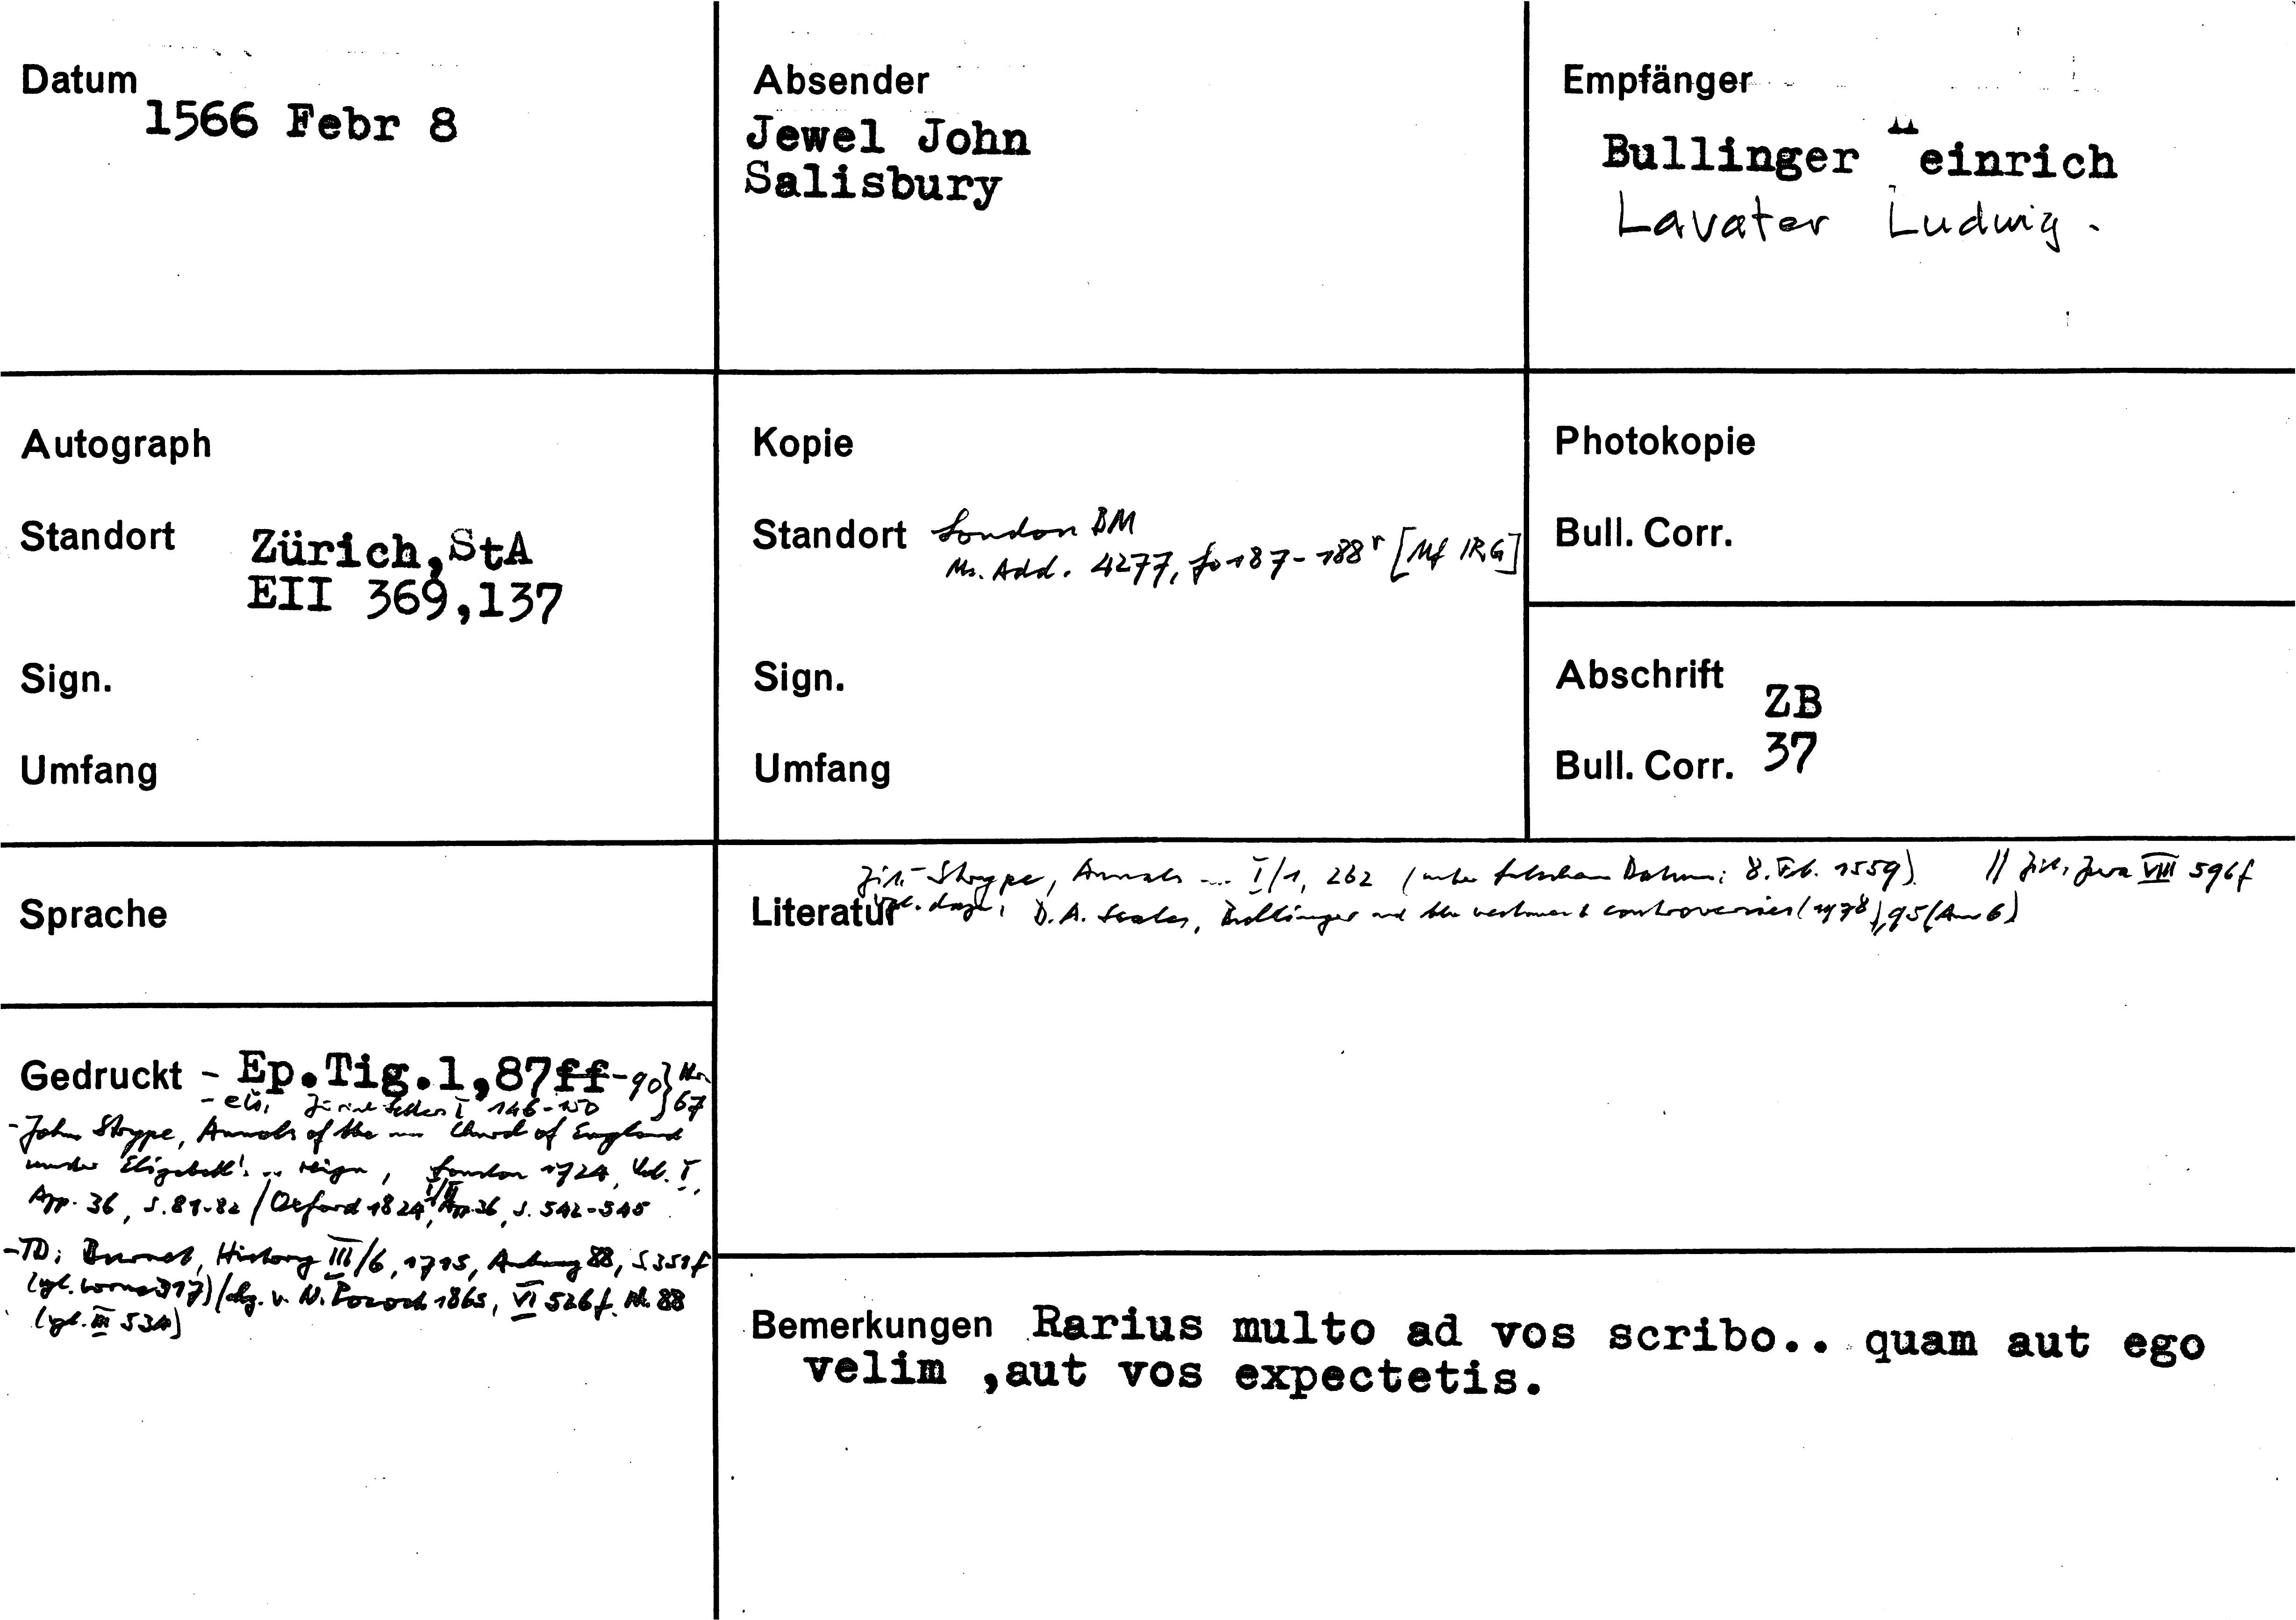 Datum
1566 Febr 8
Absender
Jewel John
Salisbury
Empfänger
Bullinger Heinrich
Lavater Ludwig.
Autograph
Standort Zürich,StA
EII 369,137
Sign.
Umfang
Kopie
Standort London BM
Ms. Add. 4277, fo 187-188r [Mf IRG]
Sign.
Umfang
Photokopie
Bull. Corr.
Abschrift ZB
Bull. Corr. 37
Sprache
Zit.- Strype, Annals ... I/1, 262 (unter falschem Datum: 8. Feb. 1559). // Zit., Zwa VIII 596f
Literatur vgl. dazu: D.A. Scales, Bullinger and the vestment controversies (1978), 95 (Anm 6)
Gedruckt - Ep.Tig.1,87ff-90} Nr. 67
- etü, Zürich Letters I 146-150
- John Strype, Annals of the ... Church of England
under Elizabeth's ... reign, London 1724, Vol. I,
App. 36, S. 81-82 / Oxford 1824, I/II App 36, S. 542-545
- TD: Burnet, History III/6, 1715, Anhang 88, S 351f
(vgl. vorne 317) / hg. v. N. Pocock 1865, VI 526f. Nr. 88
(vgl. III 534)
Bemerkungen Rarius multo ad vos scribo.. quam aut ego
velim ,aut vos expectetis.